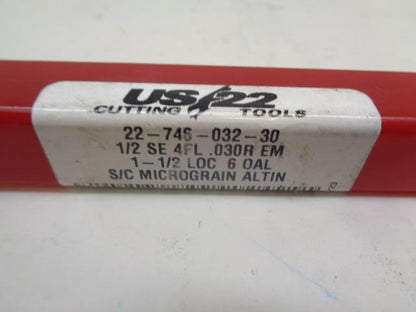 US 22
CUTTING TOOLS
22-746-032-30
1/2 SE 4FL .030R EM
1-1/2 LOC 6 OAL
S/C MICROGRAIN ALTIN